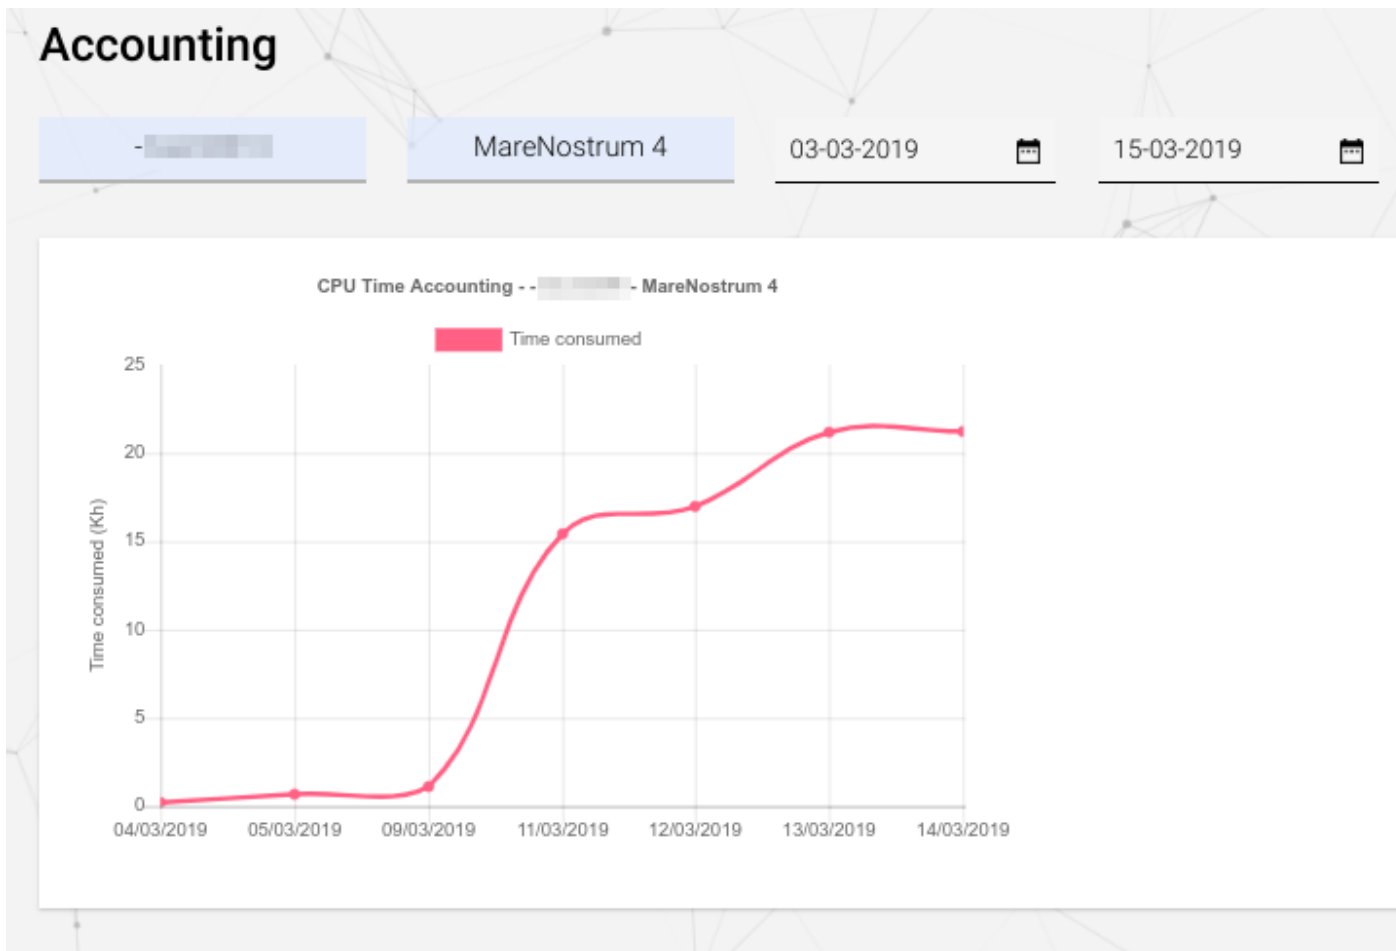 Accounting
- MareNostrum 4 03-03-2019 15-03-2019
CPU Time Accounting - - - MareNostrum 4
Time consumed
25
20
15
10
5
0
Time consumed (Kh)
04/03/2019 05/03/2019 09/03/2019 11/03/2019 12/03/2019 13/03/2019 14/03/2019